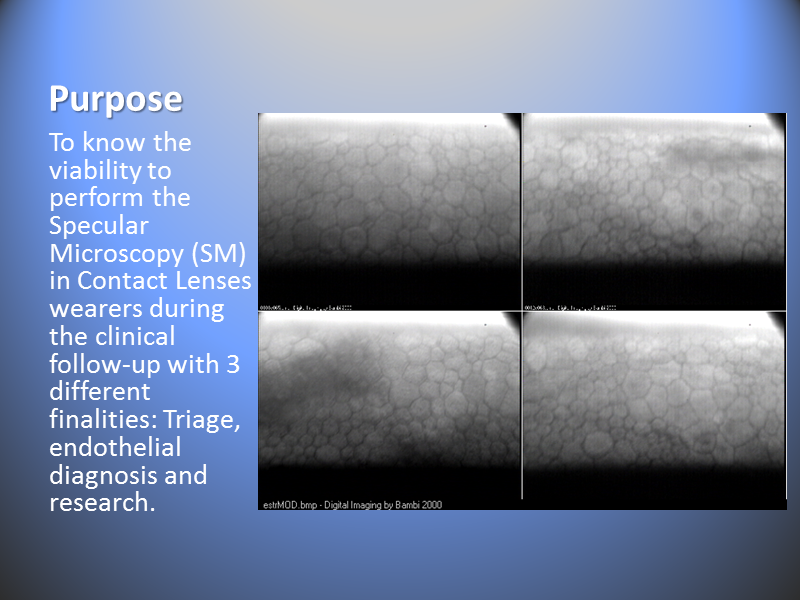 Purpose
To know the
viability to
perform the
Specular
Microscopy (SM)
in Contact Lenses
wearers during
the clinical
follow-up with 3
different
finalities: Triage,
endothelial
diagnosis and
research.
estrMOD.bmp - Digital Imaging by Bambi 2000